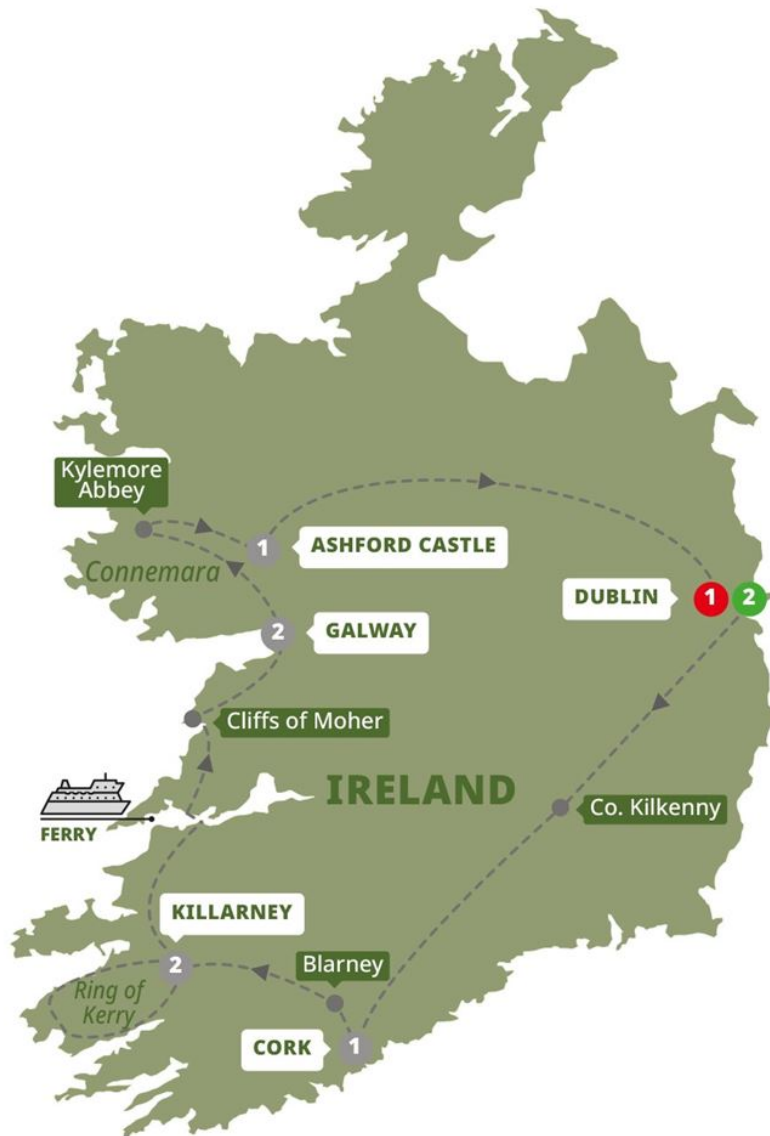 Kylemore
Abbey
1
ASHFORD CASTLE
Connemara
DUBLIN
1
2
2
GALWAY
Cliffs of Moher
IRELAND
Co. Kilkenny
FERRY
KILLARNEY
2
Blarney
Ring of
Kerry
CORK
1